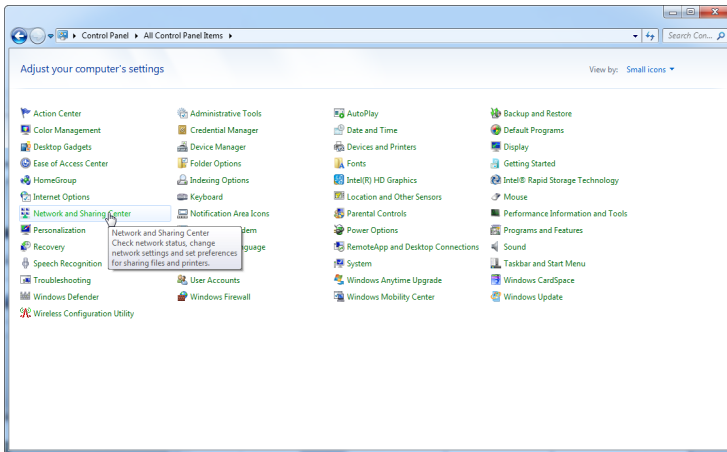 Control Panel ▸ All Control Panel Items ▸
Search Con...
Adjust your computer's settings
View by: Small icons
Action Center
Administrative Tools
AutoPlay
Backup and Restore
Color Management
Credential Manager
Date and Time
Default Programs
Desktop Gadgets
Device Manager
Devices and Printers
Display
Ease of Access Center
Folder Options
Fonts
Getting Started
HomeGroup
Indexing Options
Intel(R) HD Graphics
Intel® Rapid Storage Technology
Internet Options
Keyboard
Location and Other Sensors
Mouse
Network and Sharing Center
Notification Area Icons
Parental Controls
Performance Information and Tools
Personalization
Power Options
Programs and Features
Recovery
RemoteApp and Desktop Connections
Sound
Speech Recognition
System
Taskbar and Start Menu
Network and Sharing Center
Check network status, change
network settings and set preferences
for sharing files and printers.
Troubleshooting
User Accounts
Windows Anytime Upgrade
Windows CardSpace
Windows Defender
Windows Firewall
Windows Mobility Center
Windows Update
Wireless Configuration Utility